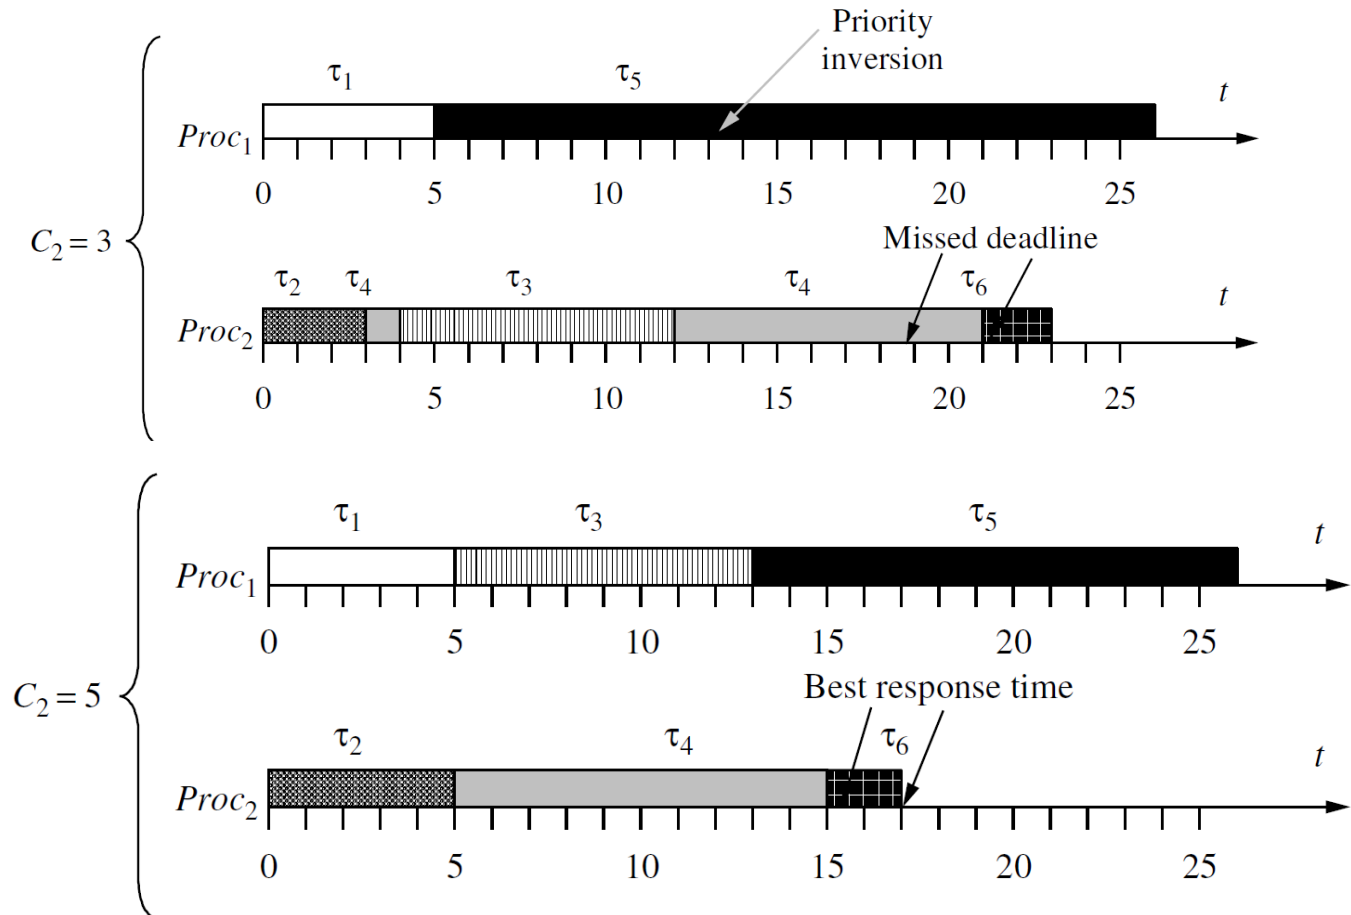 Priority
inversion
τ1 τ5 t
Proc1
0 5 10 15 20 25
C2 = 3
Missed deadline
τ2 τ4 τ3 τ4 τ6 t
Proc2
0 5 10 15 20 25
τ1 τ3 τ5 t
Proc1
0 5 10 15 20 25
C2 = 5
Best response time
τ2 τ4 τ6 t
Proc2
0 5 10 15 20 25